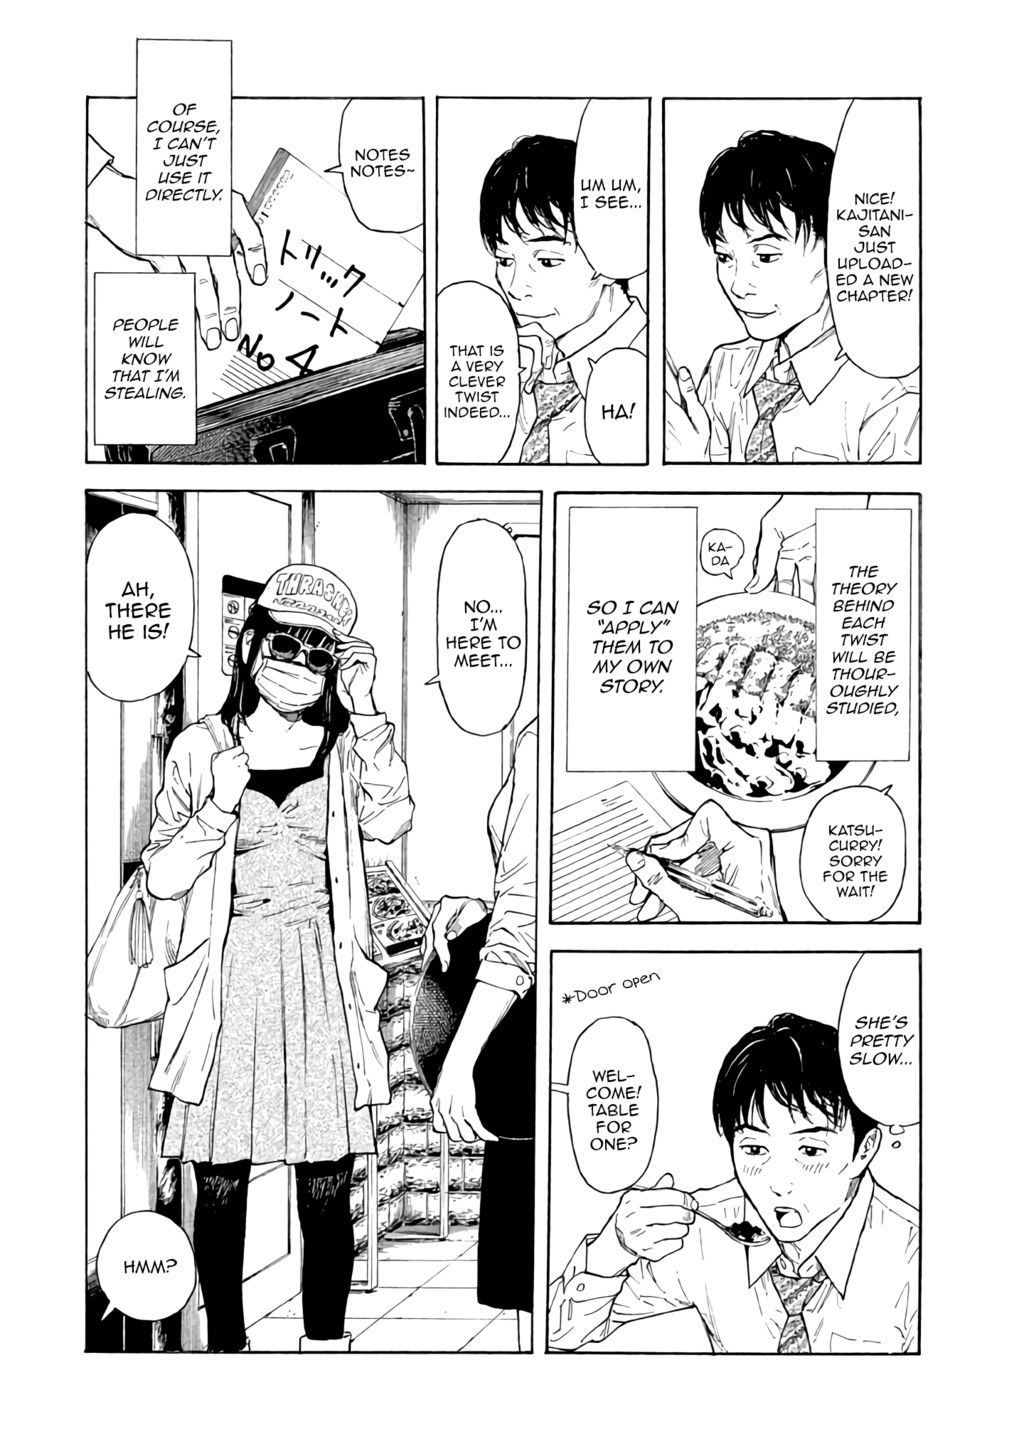 NICE!
KAJITANI-
SAN
JUST
UPLOAD-
ED A NEW
CHAPTER!
UM UM,
I SEE...
HA!
THAT IS
A VERY
CLEVER
TWIST
INDEED...
NOTES
NOTES~
OF
COURSE,
I CAN'T
JUST
USE IT
DIRECTLY.
トリック
ノート
No 4
PEOPLE
WILL
KNOW
THAT I'M
STEALING.
THE
THEORY
BEHIND
EACH
TWIST
WILL BE
THOUR-
OUGHLY
STUDIED,
KA-
DA
SO I CAN
"APPLY"
THEM TO
MY OWN
STORY.
KATSU-
CURRY!
SORRY
FOR THE
WAIT!
SHE'S
PRETTY
SLOW...
*Door open
WEL-
COME!
TABLE
FOR
ONE?
NO...
I'M
HERE TO
MEET...
AH,
THERE
HE IS!
THRASHER
HMM?